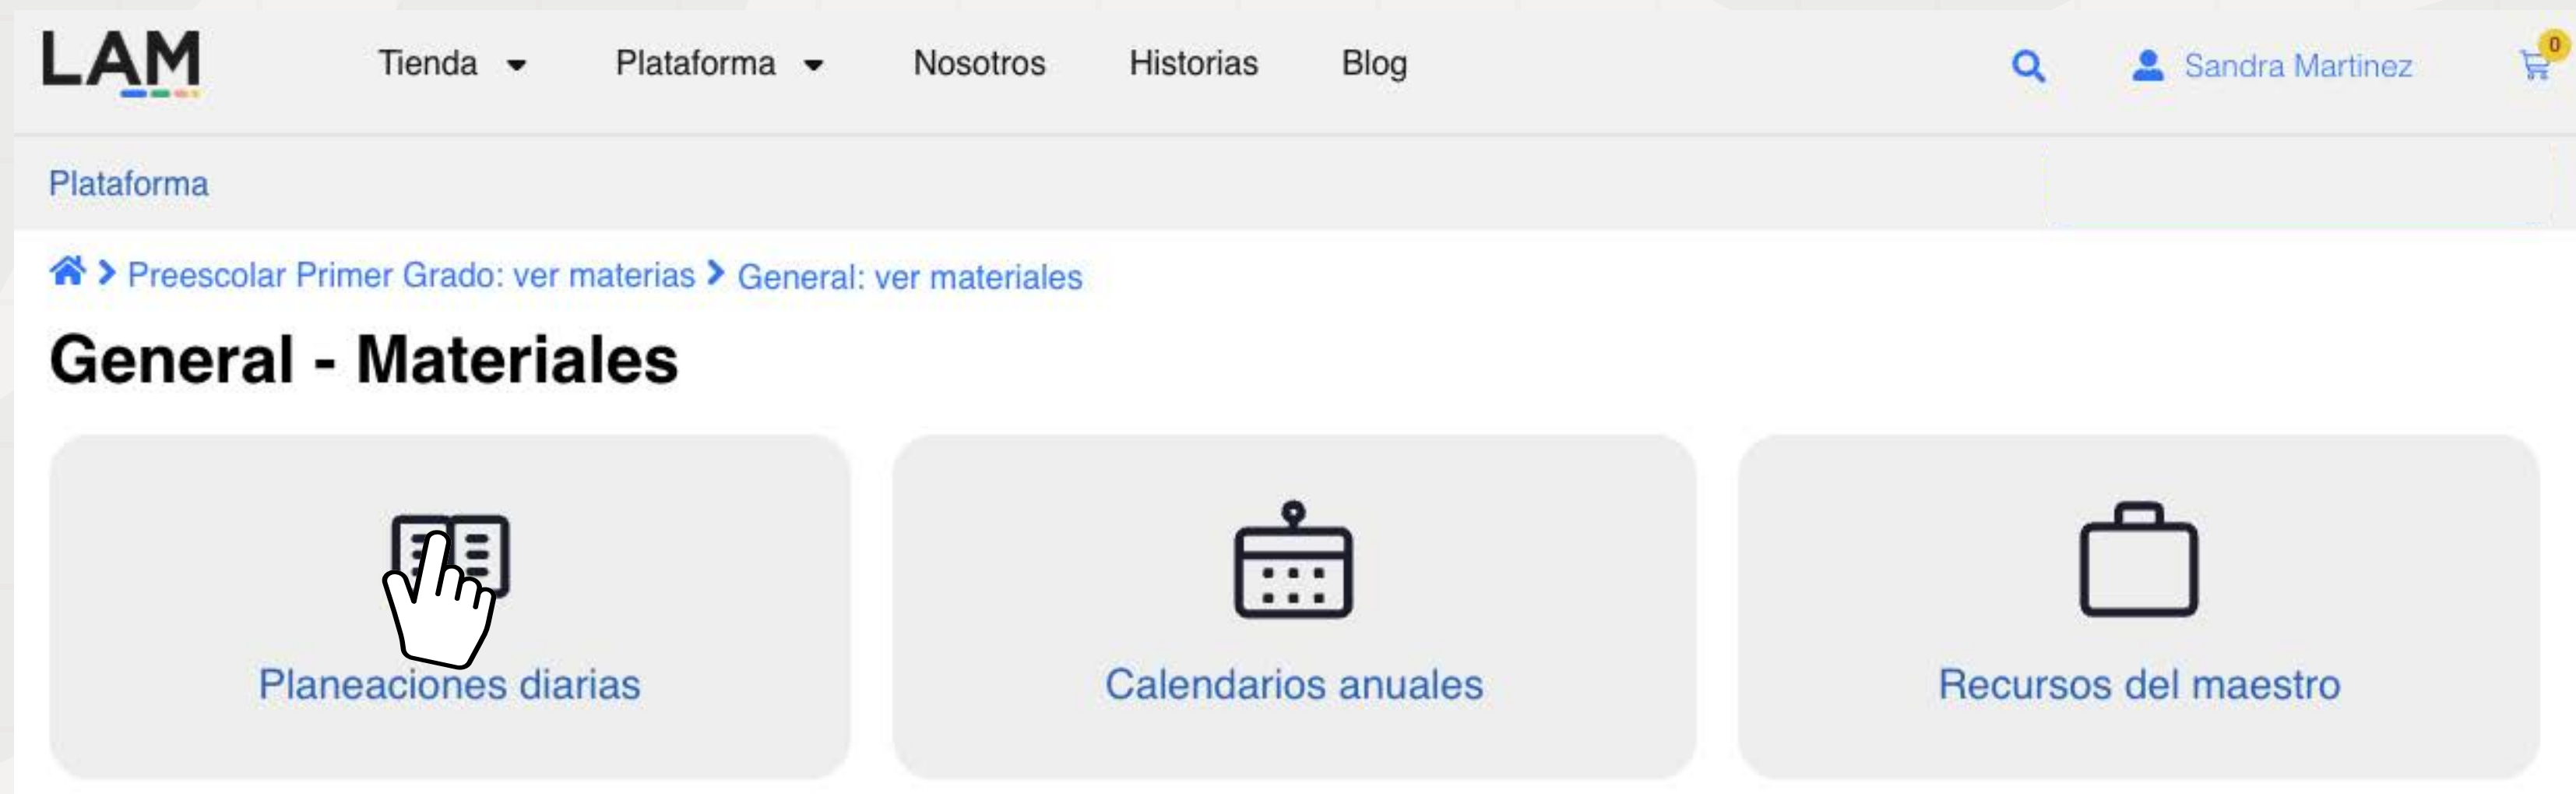 LAM
Tienda Plataforma Nosotros Historias Blog Sandra Martinez 0
Plataforma
Preescolar Primer Grado: ver materias General: ver materiales
General - Materiales
Planeaciones diarias Calendarios anuales Recursos del maestro